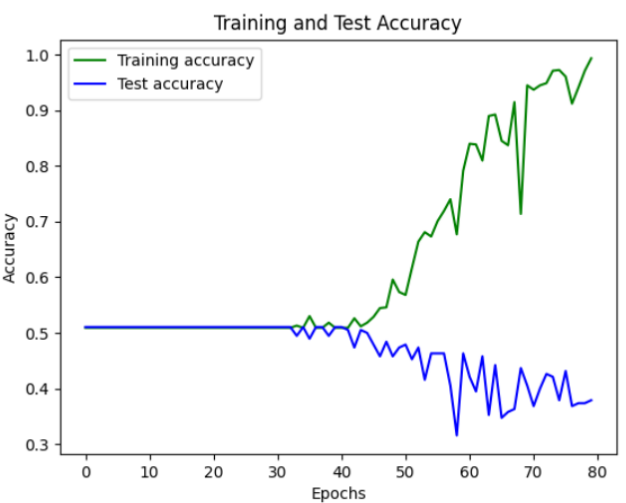 Training and Test Accuracy
Training accuracy
Test accuracy
1.0
0.9
0.8
0.7
0.6
0.5
0.4
0.3
Accuracy
0 10 20 30 40 50 60 70 80
Epochs